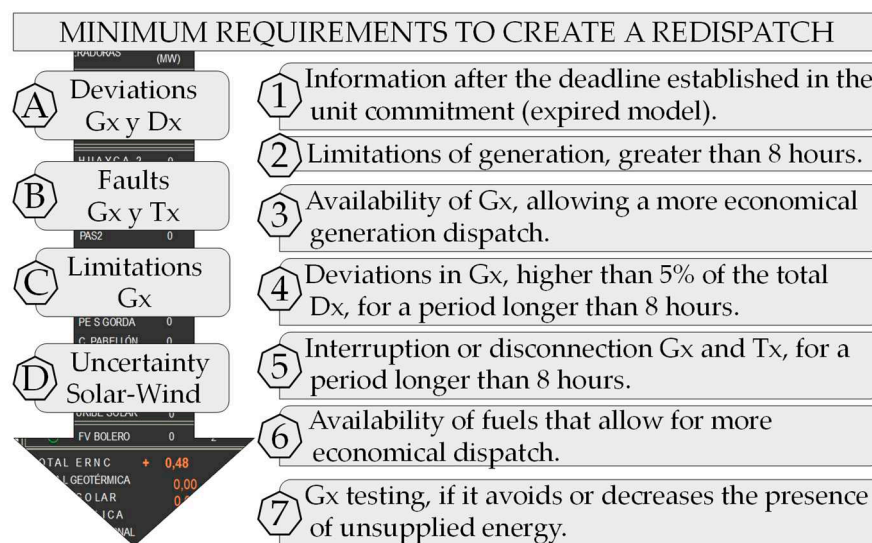 MINIMUM REQUIREMENTS TO CREATE A REDISPATCH
(MW)
A
Deviations
Gx y Dx
B
Faults
Gx y Tx
PAS2 0
C
Limitations
Gx
PE S GORDA 0
C. PABELLÓN
D
Uncertainty
Solar-Wind
FV BOLERO 0
OTAL ERNC + 0,48
GEOTÉRMICA 0,00
OLAR
LICA
NAL
1
Information after the deadline established in the
unit commitment (expired model).
2
Limitations of generation, greater than 8 hours.
3
Availability of Gx, allowing a more economical
generation dispatch.
4
Deviations in Gx, higher than 5% of the total
Dx, for a period longer than 8 hours.
5
Interruption or disconnection Gx and Tx, for a
period longer than 8 hours.
6
Availability of fuels that allow for more
economical dispatch.
7
Gx testing, if it avoids or decreases the presence
of unsupplied energy.